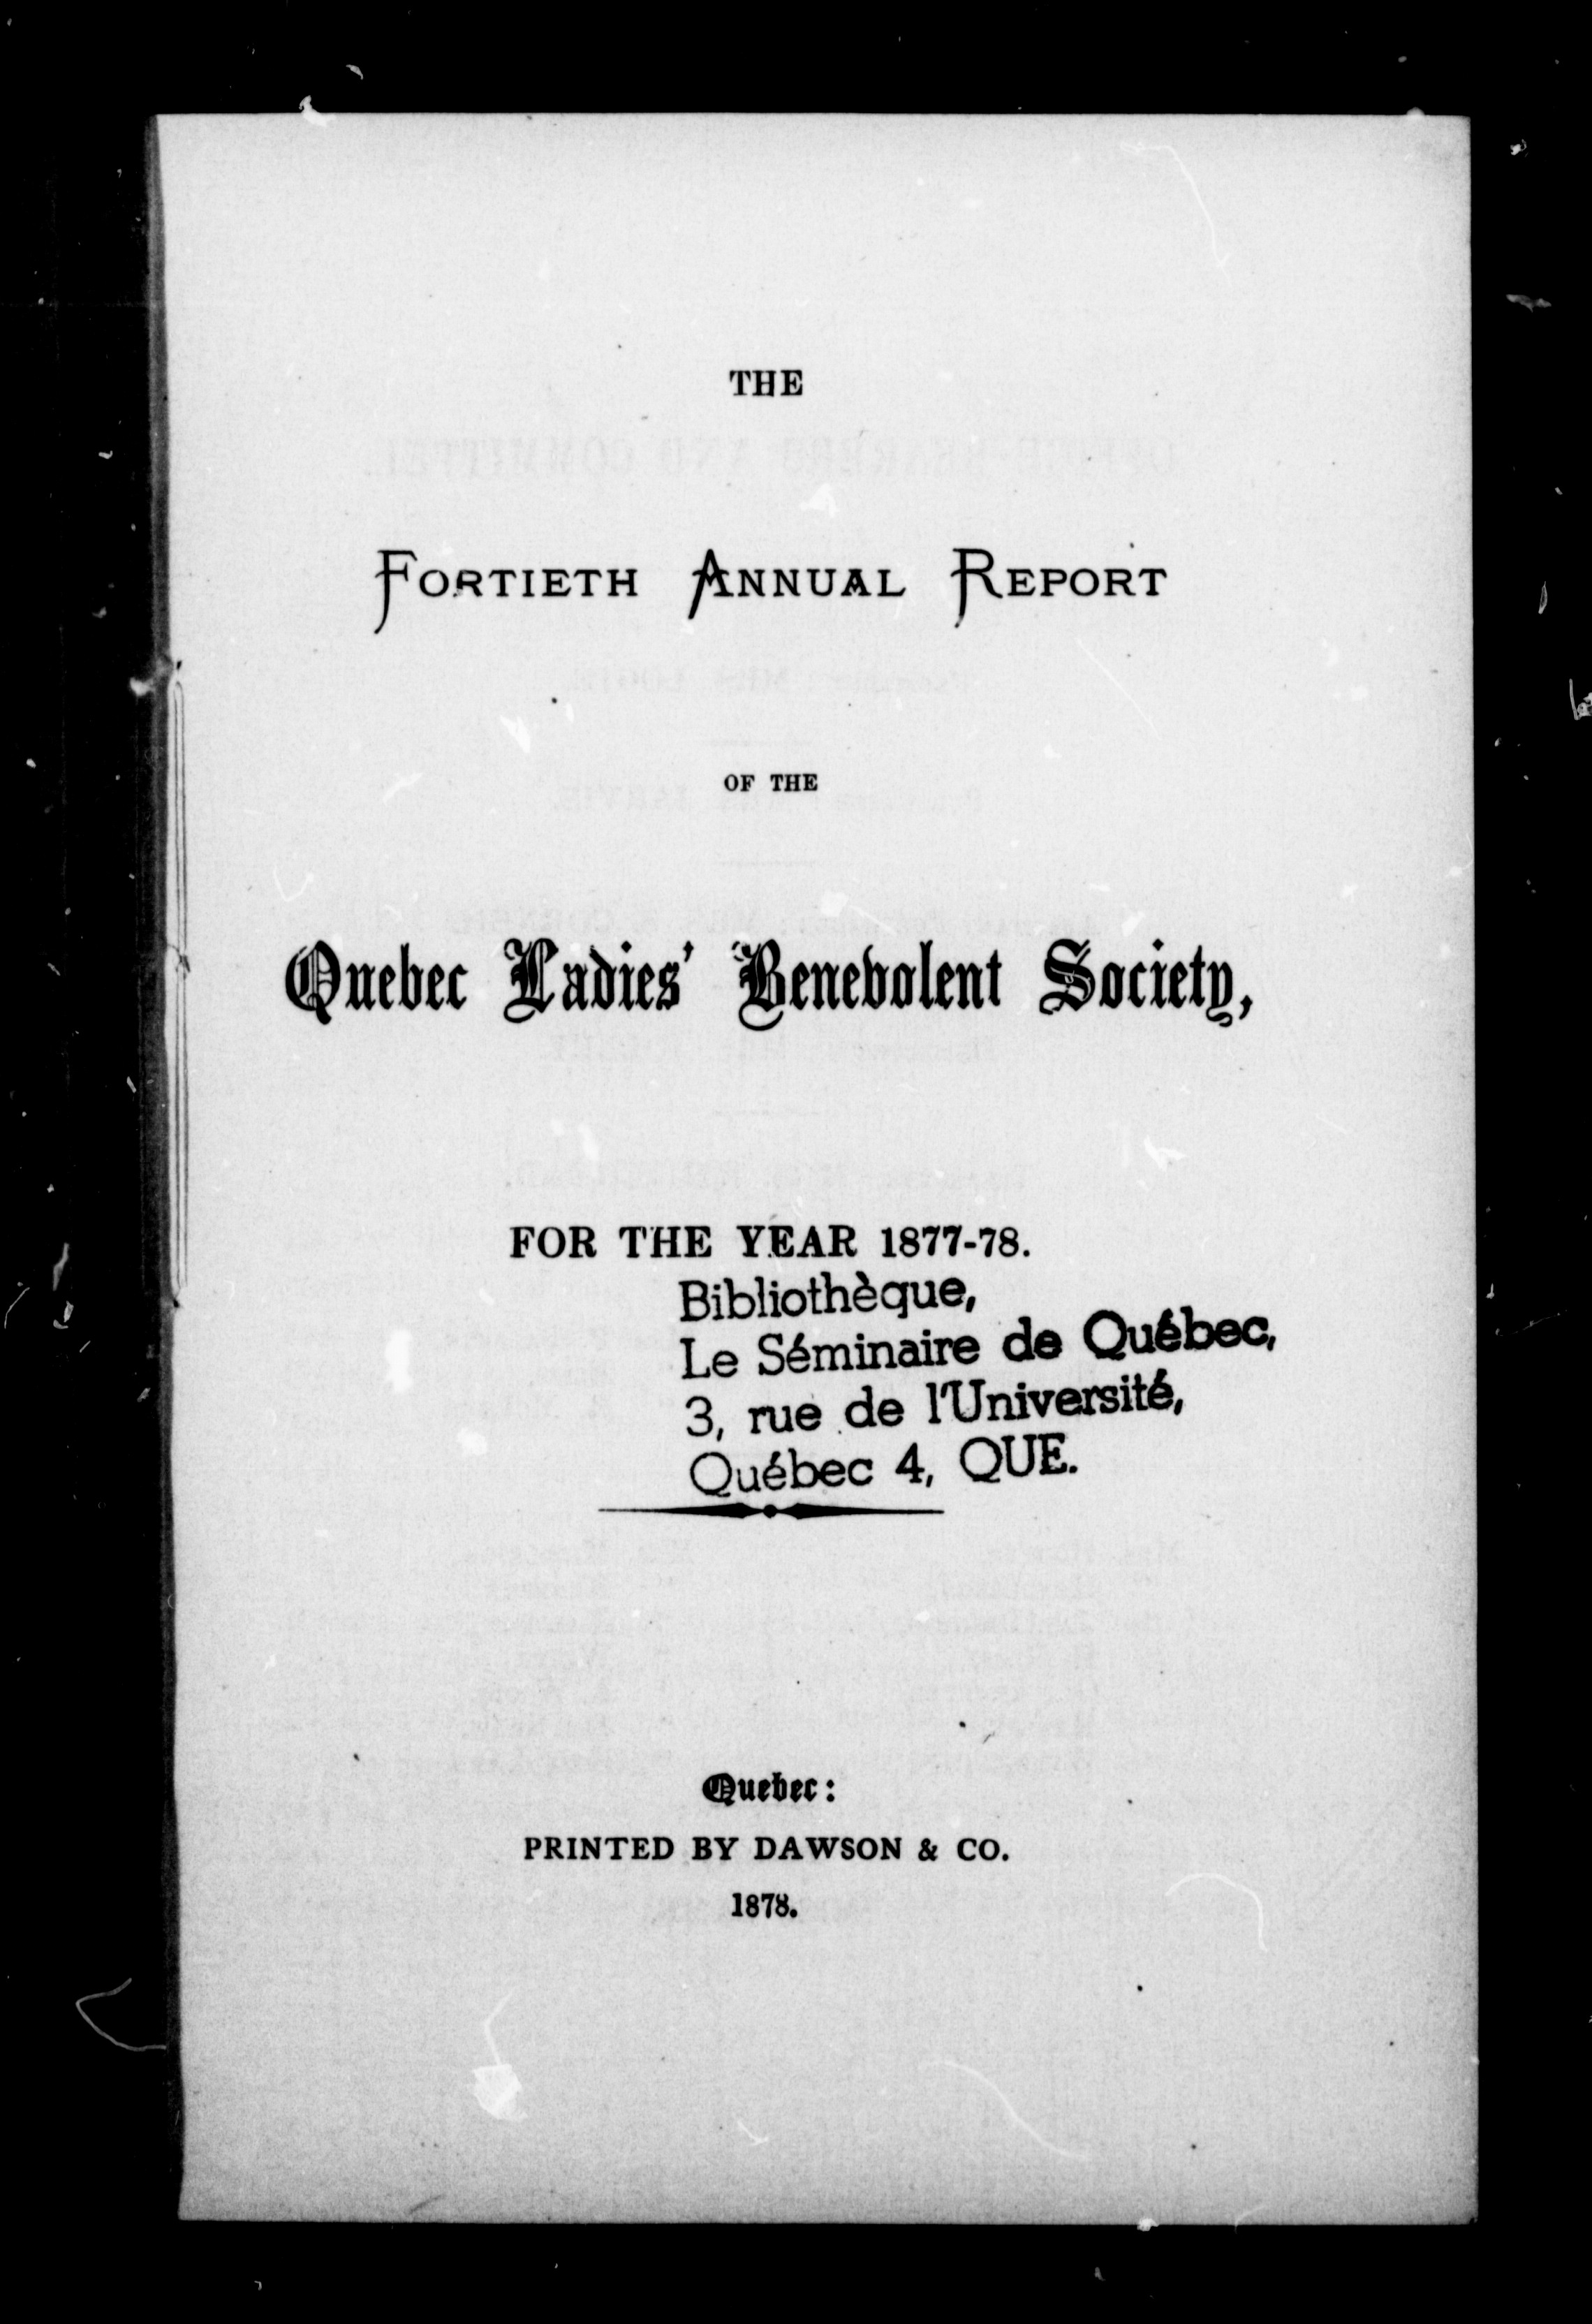 THE
FORTIETH ANNUAL REPORT
OF THE
Quebec Ladies' Benevolent Society,
FOR THE YEAR 1877-78.
Bibliothèque,
Le Séminaire de Québec,
3, rue de l'Université,
Québec 4, QUE.
Quebec:
PRINTED BY DAWSON & CO.
1878.